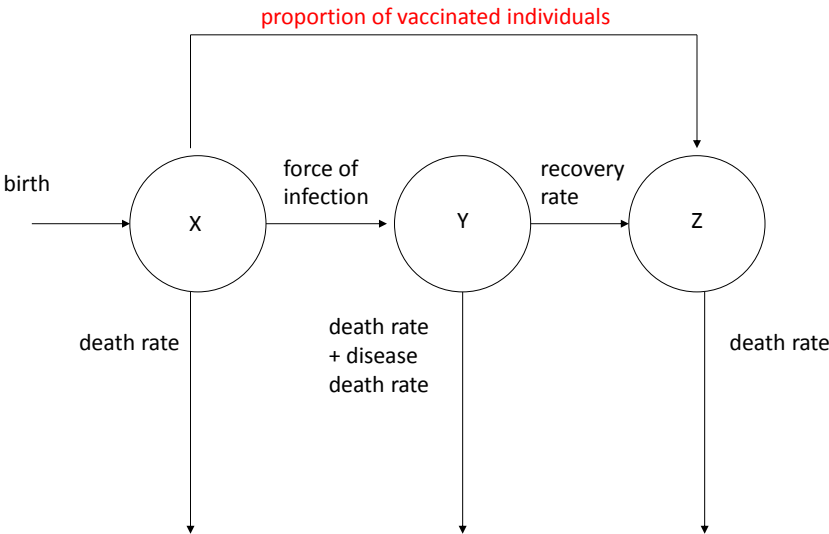 proportion of vaccinated individuals
birth
force of
infection
recovery
rate
X
Y
Z
death rate
death rate
+ disease
death rate
death rate